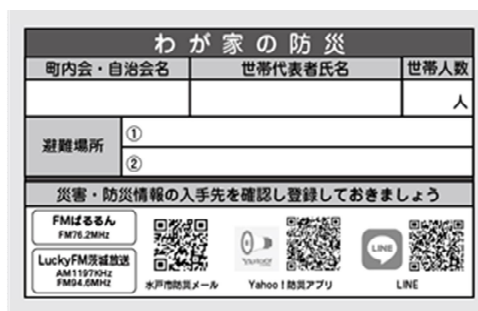 わが家の防災
町内会・自治会名 世帯代表者氏名 世帯人数
人
避難場所 ①
②
災害・防災情報の入手先を確認し登録しておきましょう
FMぱるるん
FM76.2MHz
LuckyFM茨城放送
AM1197KHz
FM94.6MHz
水戸市防災メール
Yahoo!防災アプリ
LINE
LINE